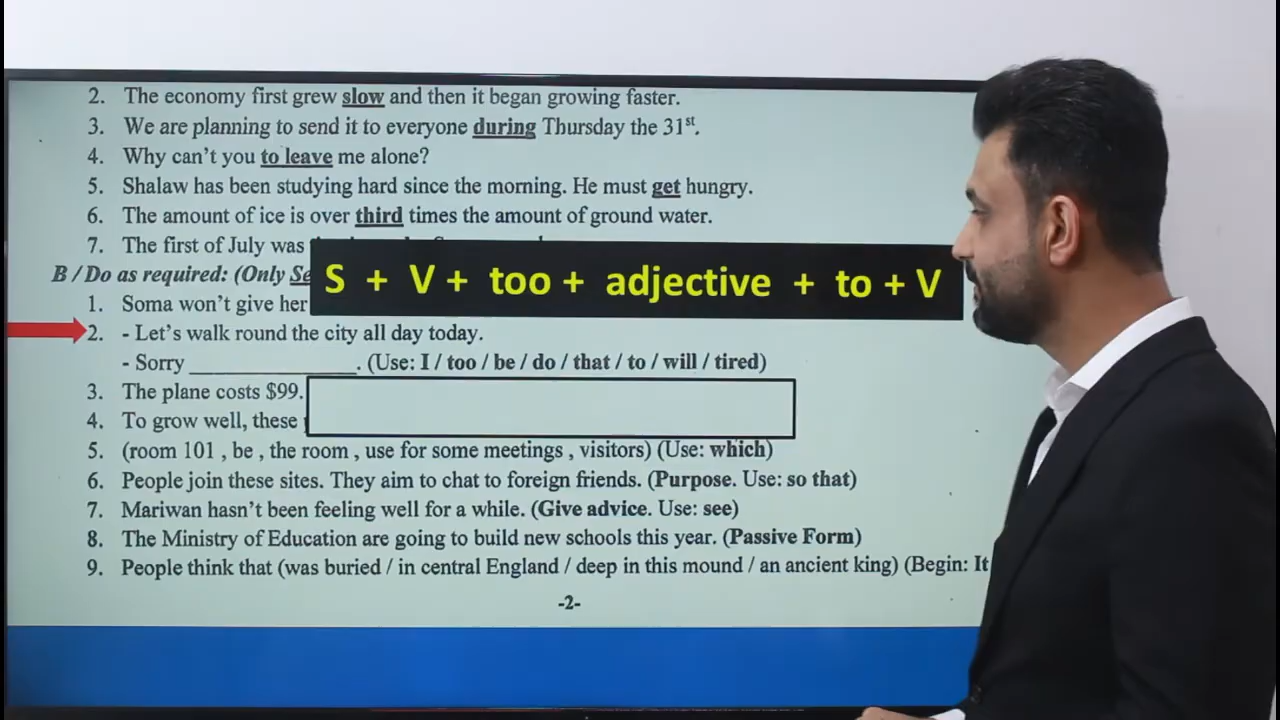 2. The economy first grew slow and then it began growing faster.
3. We are planning to send it to everyone during Thursday the 31st.
4. Why can't you to leave me alone?
5. Shalaw has been studying hard since the morning. He must get hungry.
6. The amount of ice is over third times the amount of ground water.
7. The first of July was
B / Do as required: (Only Se
S + V + too + adjective + to + V
1. Soma won't give her
2. - Let's walk round the city all day today.
- Sorry ________________. (Use: I / too / be / do / that / to / will / tired)
3. The plane costs $99.
4. To grow well, these
5. (room 101 , be , the room , use for some meetings , visitors) (Use: which)
6. People join these sites. They aim to chat to foreign friends. (Purpose. Use: so that)
7. Mariwan hasn't been feeling well for a while. (Give advice. Use: see)
8. The Ministry of Education are going to build new schools this year. (Passive Form)
9. People think that (was buried / in central England / deep in this mound / an ancient king) (Begin: It
-2-